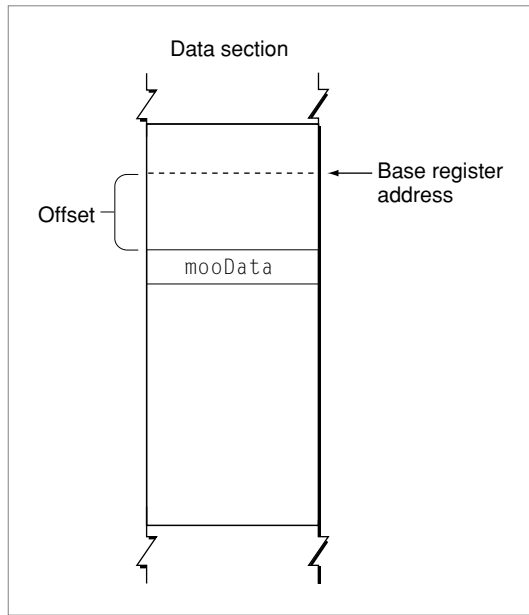 Data section
Base register
address
Offset
mooData